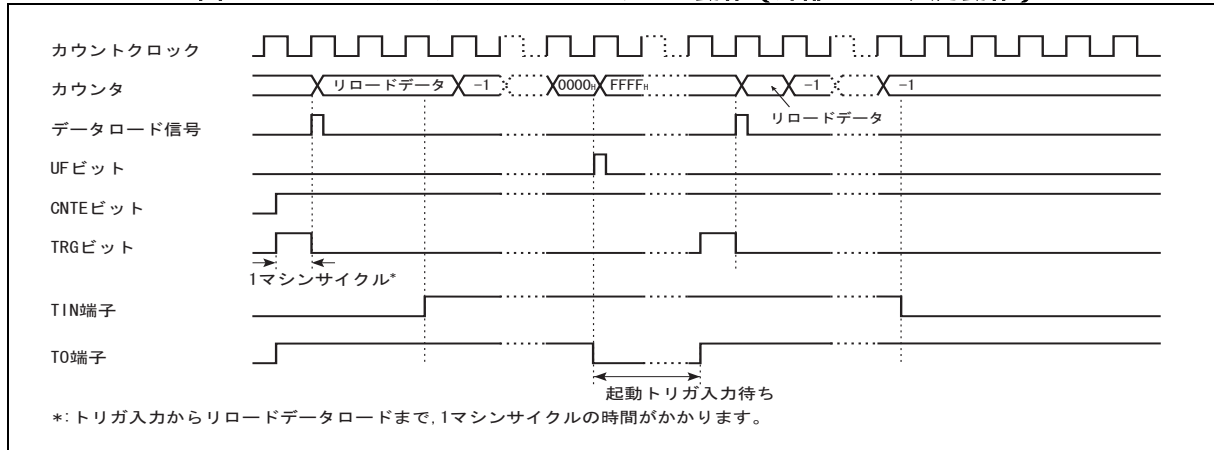 カウントクロック
カウンタ
リロードデータ -1 0000H FFFFH -1 -1
リロードデータ
データロード信号
UFビット
CNTEビット
TRGビット
1マシンサイクル*
TIN端子
TO端子
起動トリガ入力待ち
*:トリガ入力からリロードデータロードまで,1マシンサイクルの時間がかかります。